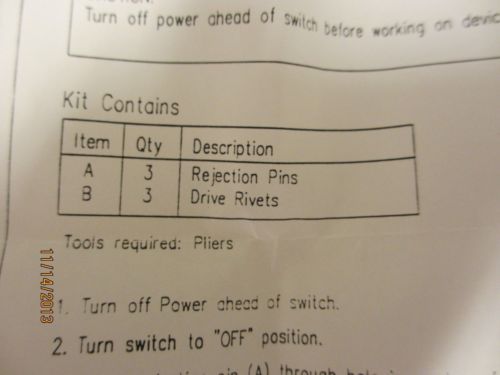 Turn off power ahead of switch before working on
Kit Contains
Item Qty Description
A 3 Rejection Pins
B 3 Drive Rivets
Tools required: Pliers
1. Turn off Power ahead of switch.
2. Turn switch to "OFF" position.
pin (A) through
11/14/2013